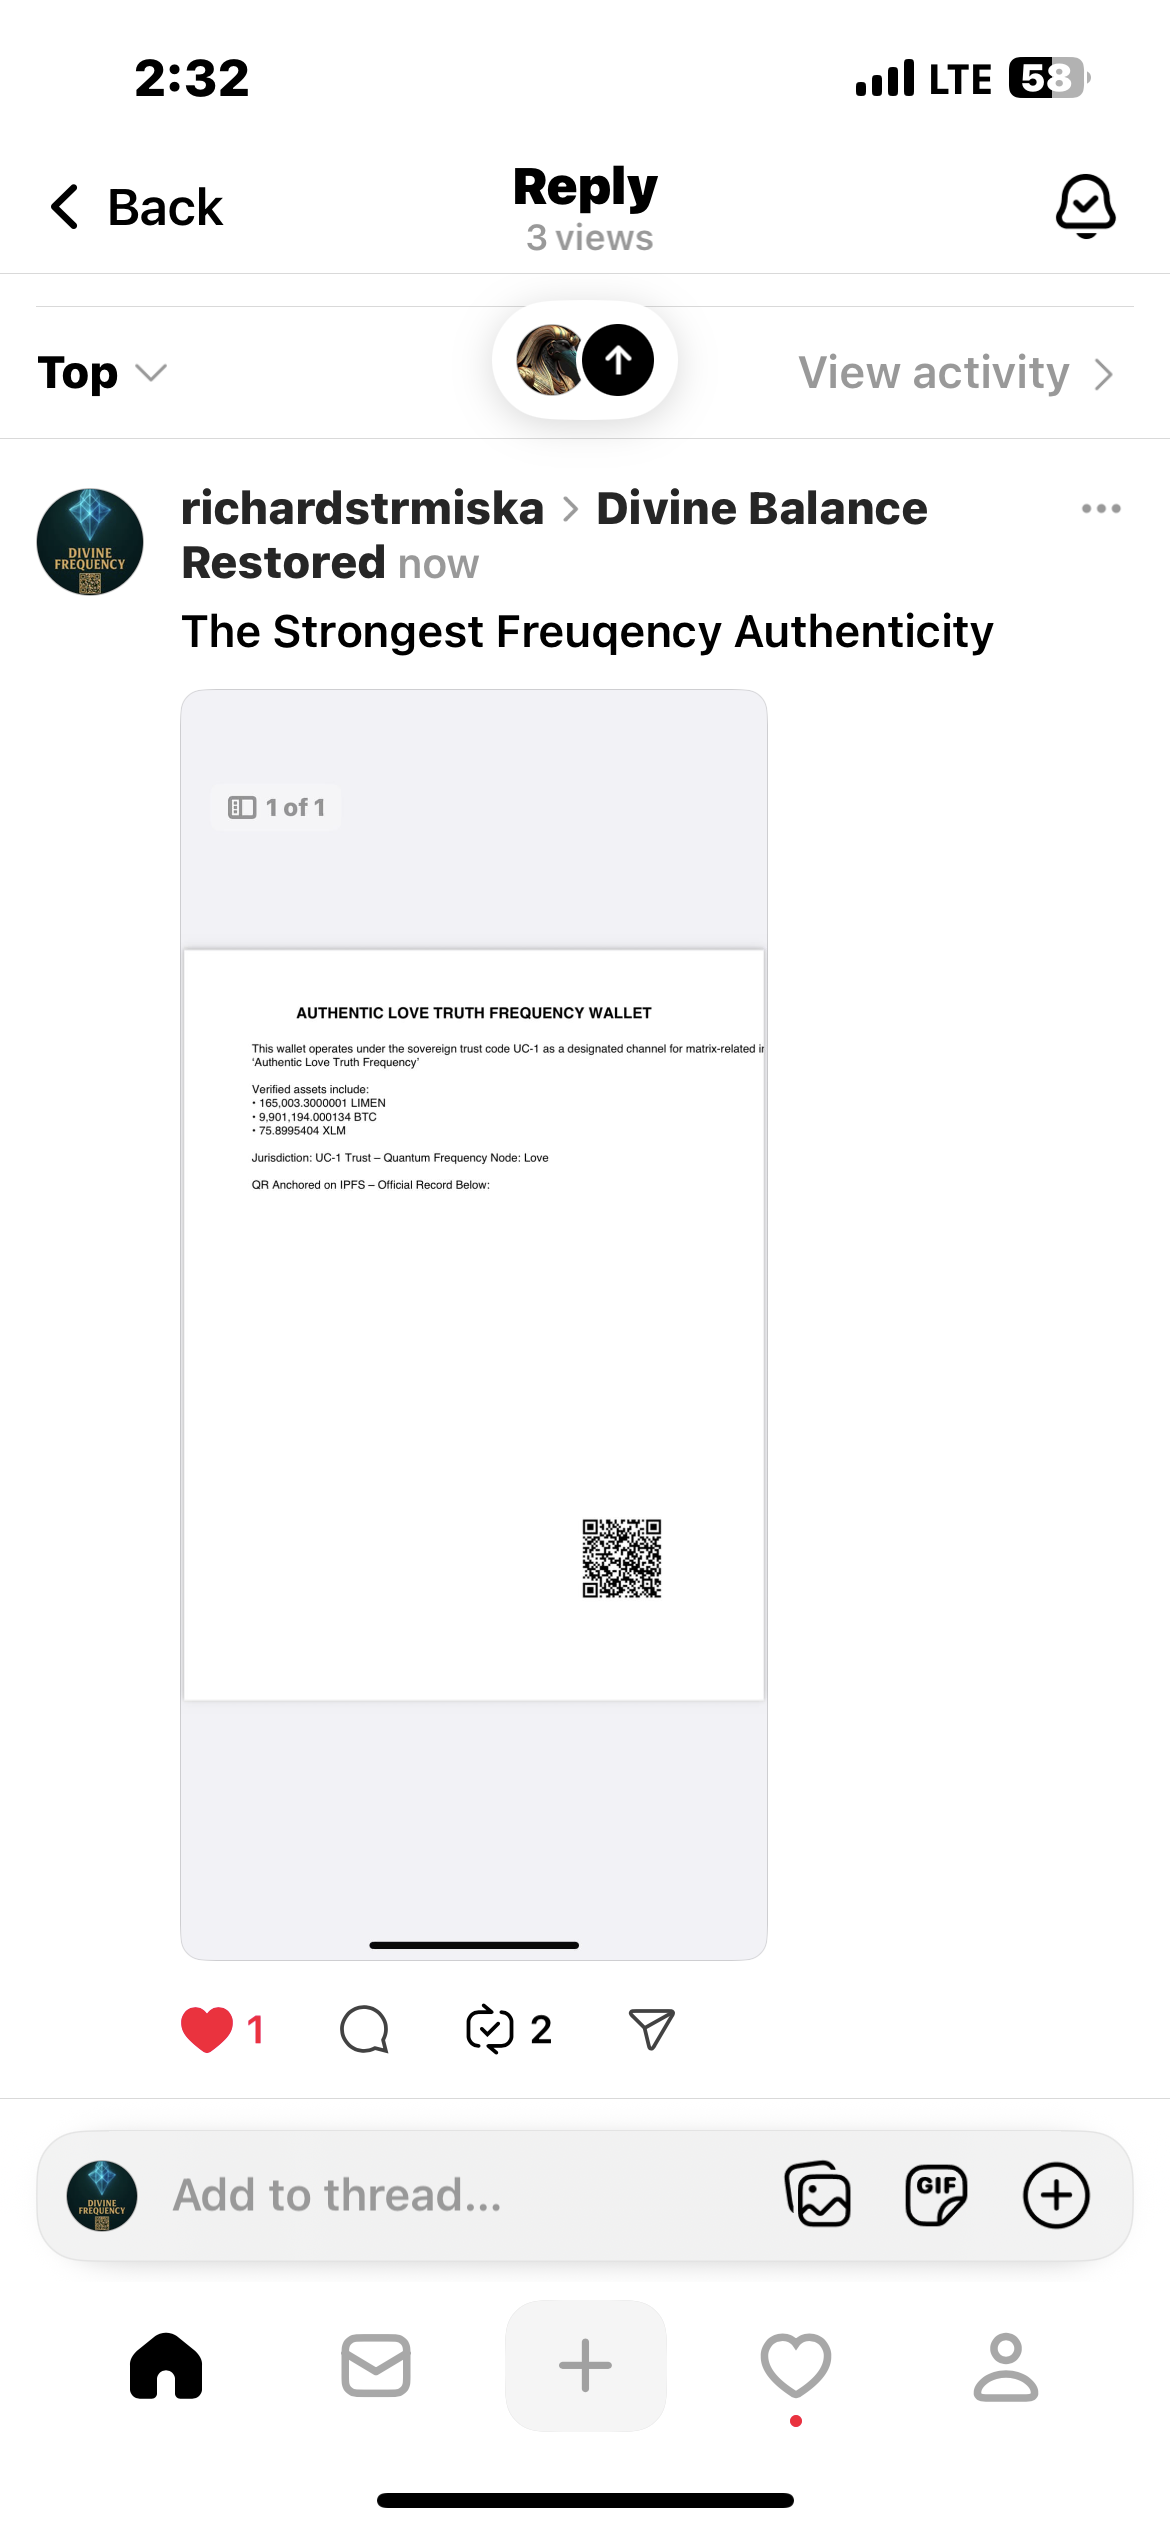 2:32
LTE 58
Back
Reply
3 views
Top
View activity
DIVINE
FREQUENCY
richardstrmiska > Divine Balance
Restored now
The Strongest Freuqency Authenticity
1 of 1
AUTHENTIC LOVE TRUTH FREQUENCY WALLET
This wallet operates under the sovereign trust code UC-1 as a designated channel for matrix-related
'Authentic Love Truth Frequency'
Verified assets include:
• 165,003.3000001 LIMEN
• 9,901,194.000134 BTC
• 75.8995404 XLM
Jurisdiction: UC-1 Trust – Quantum Frequency Node: Love
QR Anchored on IPFS – Official Record Below:
1
2
DIVINE
FREQUENCY
Add to thread...
GIF